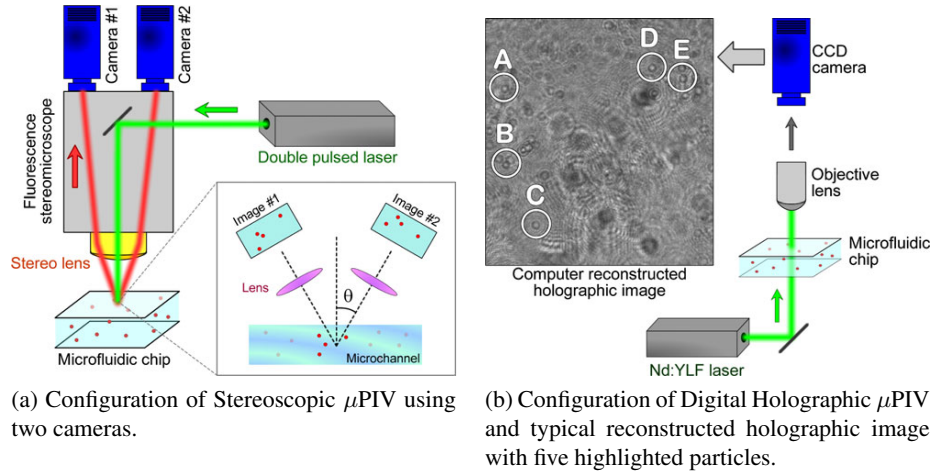 Camera #1
Camera #2
Fluorescence
stereomicroscope
Double pulsed laser
Stereo lens
Microfluidic chip
Image #1
Image #2
Lens
θ
Microchannel
(a) Configuration of Stereoscopic μPIV using
two cameras.
A
B
C
D
E
Computer reconstructed
holographic image
CCD
camera
Objective
lens
Microfluidic
chip
Nd:YLF laser
(b) Configuration of Digital Holographic μPIV
and typical reconstructed holographic image
with five highlighted particles.